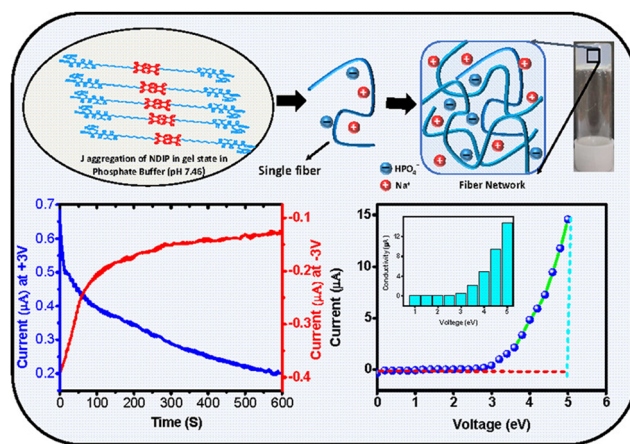 J aggregation of NDIP in gel state in
Phosphate Buffer (pH 7.46)
Single fiber
HPO₄⁻
Na⁺
Fiber Network
Current (μA) at +3V
0.7
0.6
0.5
0.4
0.3
0.2
Current (μA) at -3V
-0.1
-0.2
-0.3
-0.4
0 100 200 300 400 500 600
Time (S)
Current (μA)
15
10
5
0
0 1 2 3 4 5 6
Voltage (eV)
Conductivity (μA)
12
8
4
0
1 2 3 4 5
Voltage (eV)